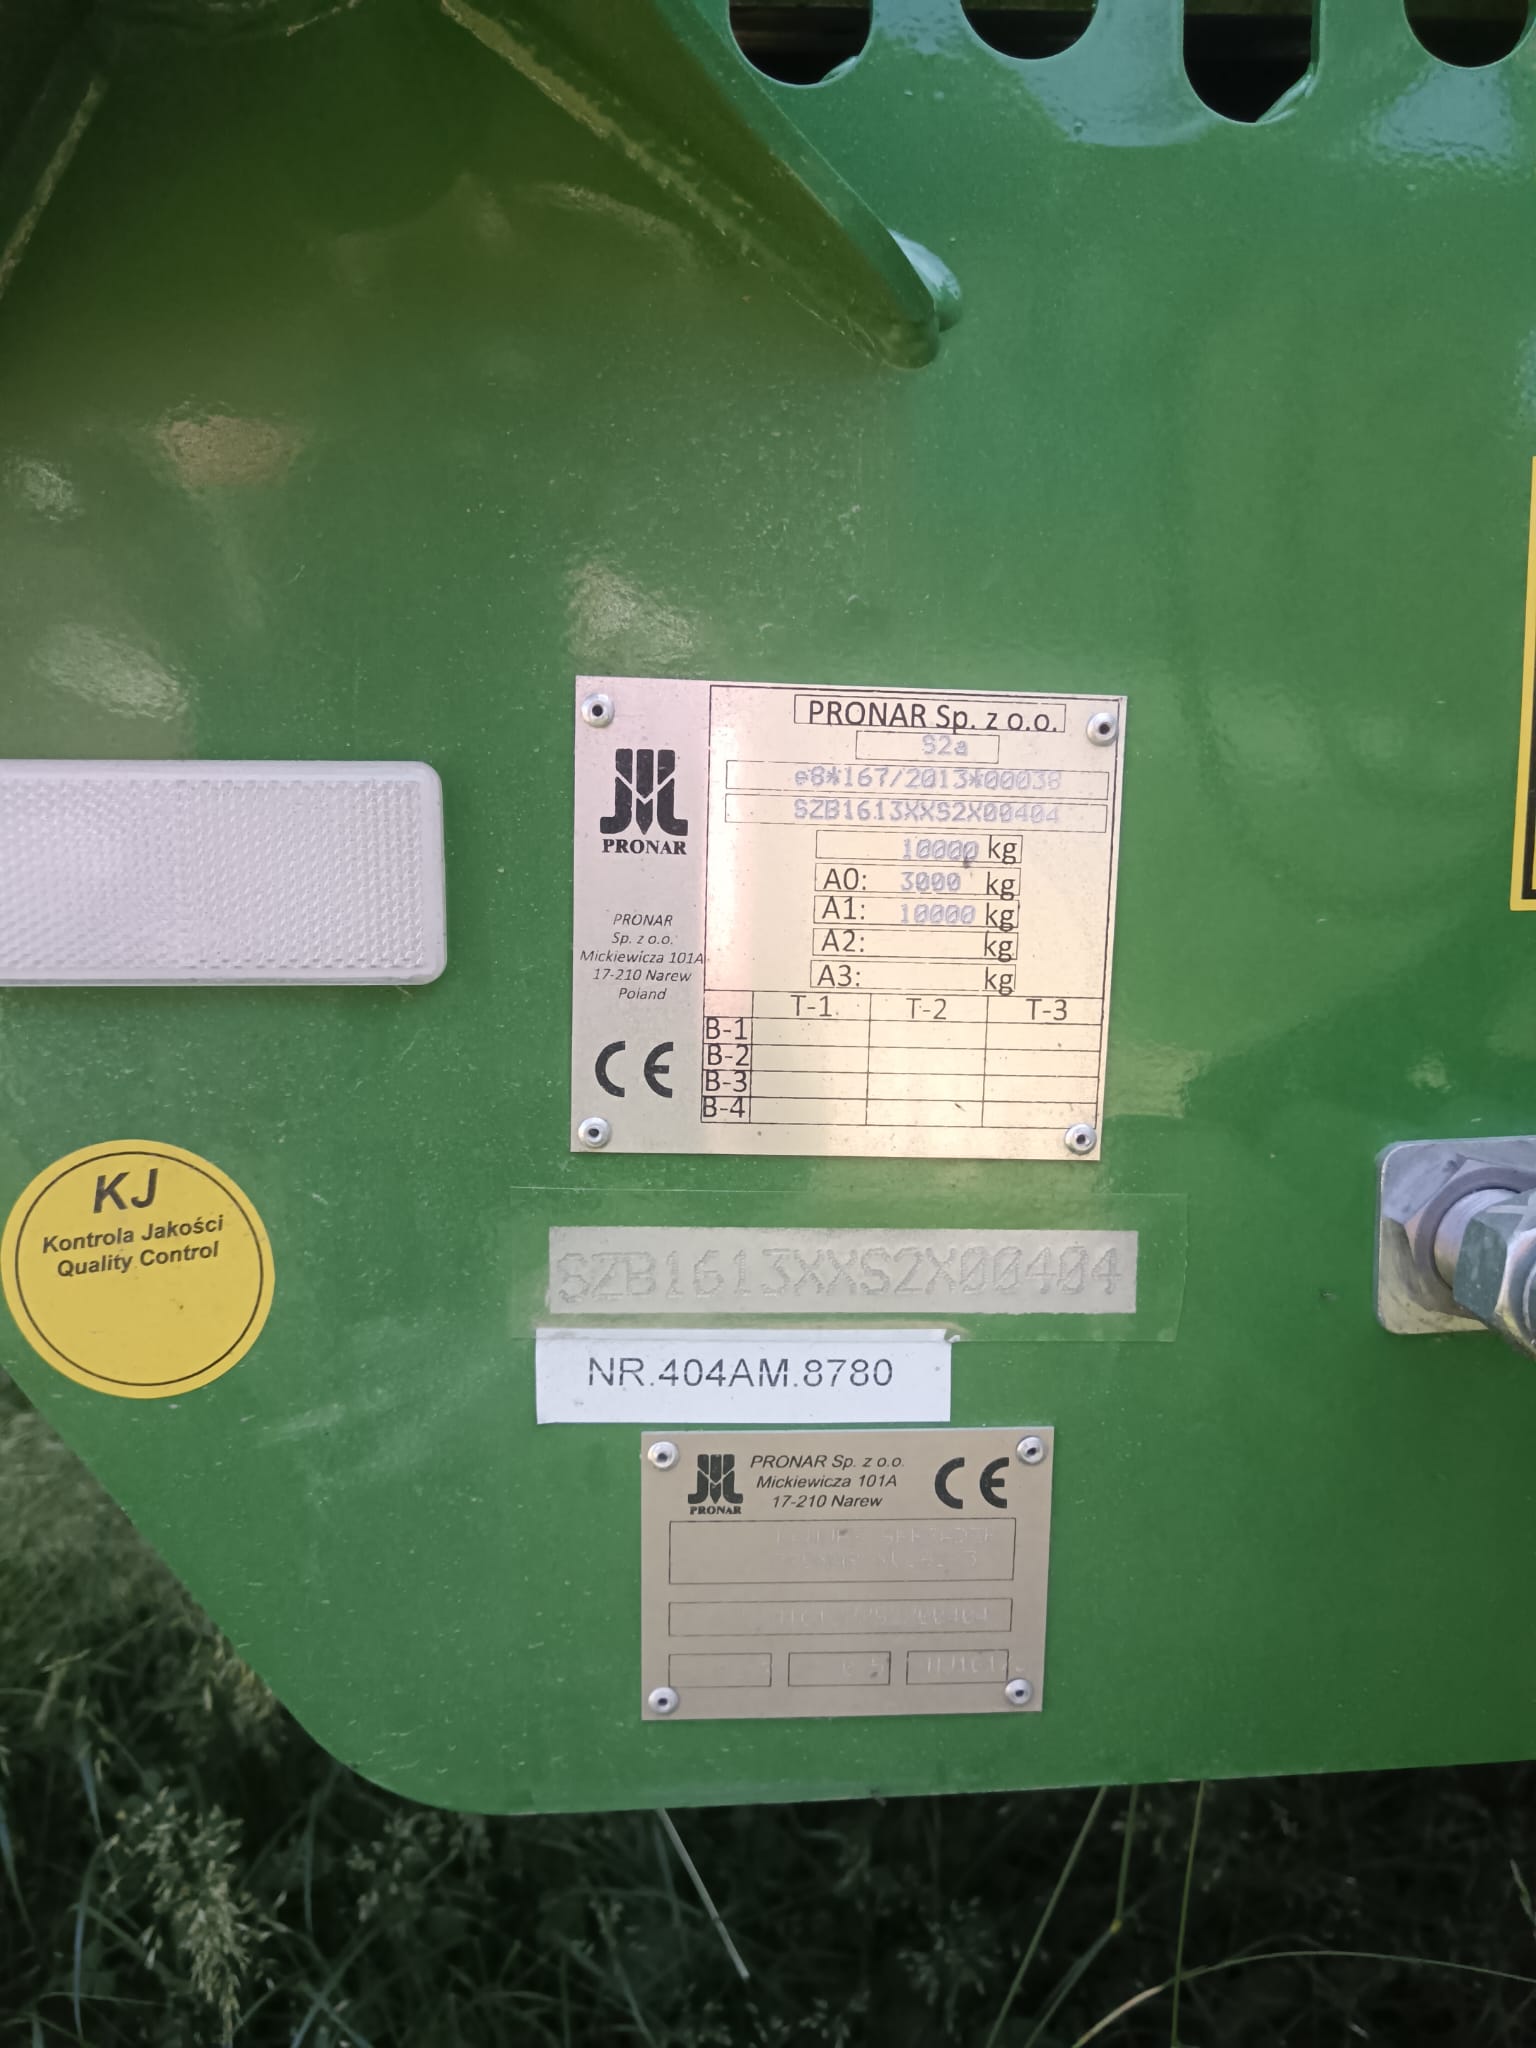 PRONAR Sp. z o.o.
S2a
e8*167/2013*00038
SZB1613XXS2X00404
10000 kg
A0: 3000 kg
A1: 10000 kg
A2: kg
A3: kg
T-1 T-2 T-3
B-1
B-2
B-3
B-4
PRONAR
PRONAR
Sp. z o.o.
Mickiewicza 101A
17-210 Narew
Poland
CE
KJ
Kontrola Jakości
Quality Control
SZB1613XXS2X00404
NR.404AM.8780
PRONAR
PRONAR Sp. z o.o.
Mickiewicza 101A
17-210 Narew
CE